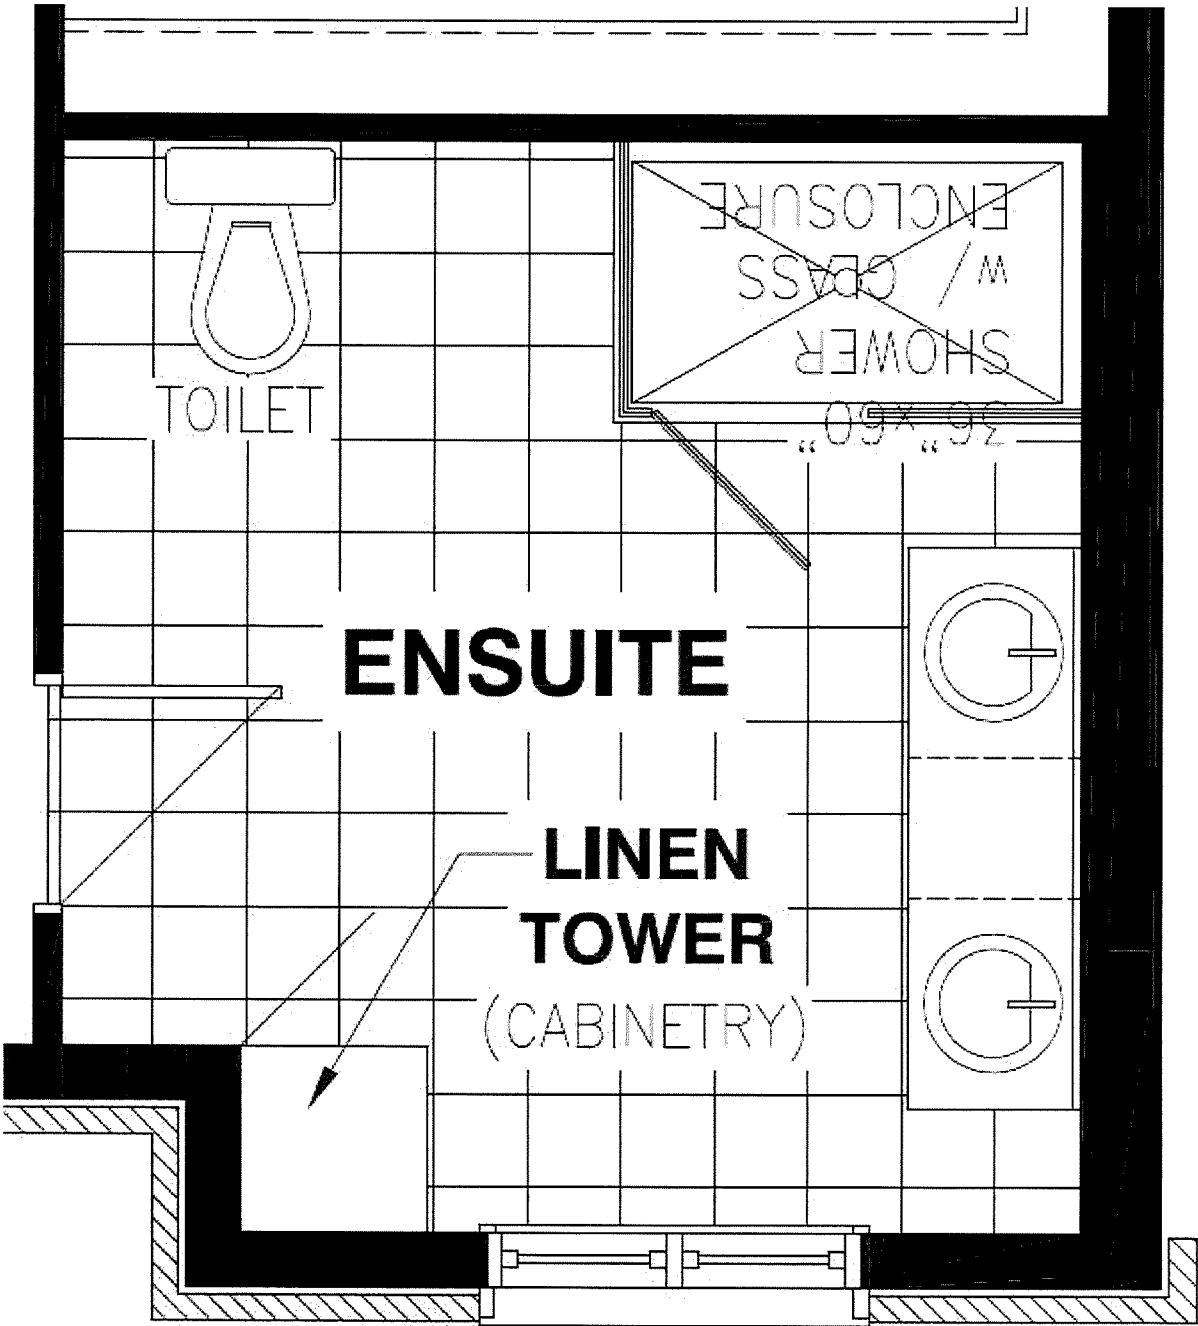 36"x60"
SHOWER
W/ GLASS
ENCLOSURE
TOILET
ENSUITE
LINEN
TOWER
(CABINETRY)